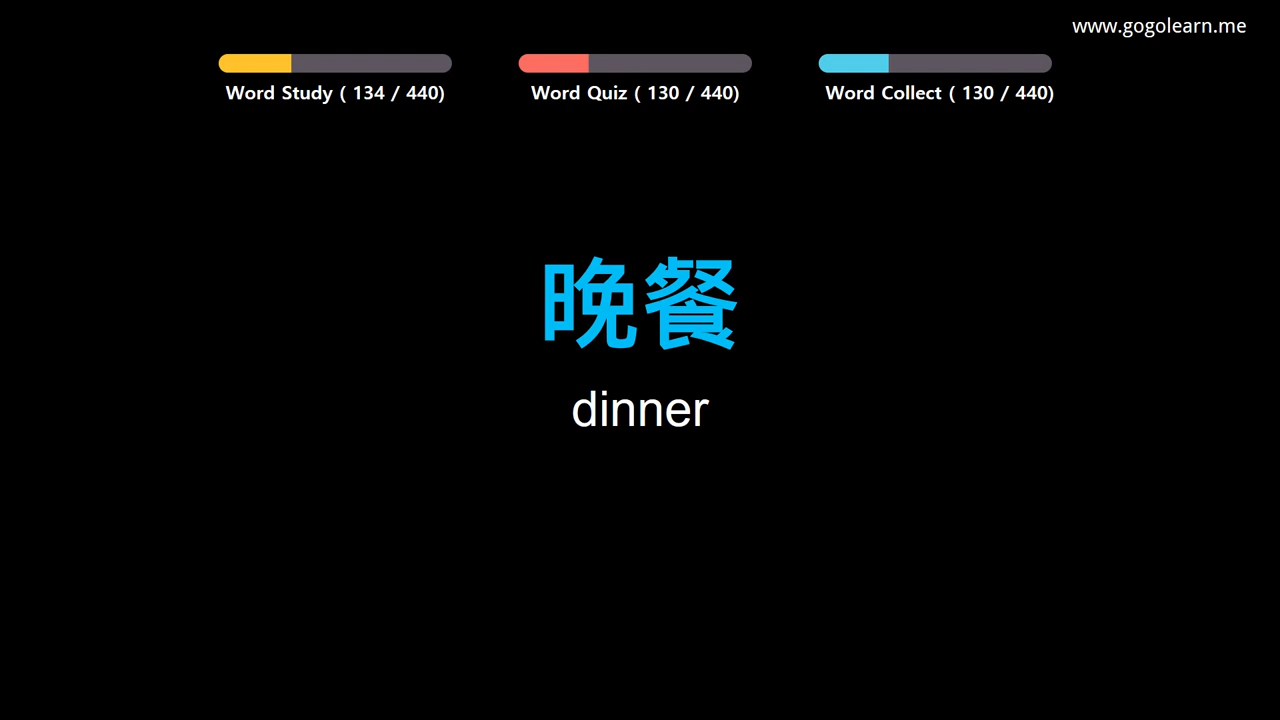 www.gogolearn.me
Word Study ( 134 / 440)
Word Quiz ( 130 / 440)
Word Collect ( 130 / 440)
晚餐
dinner